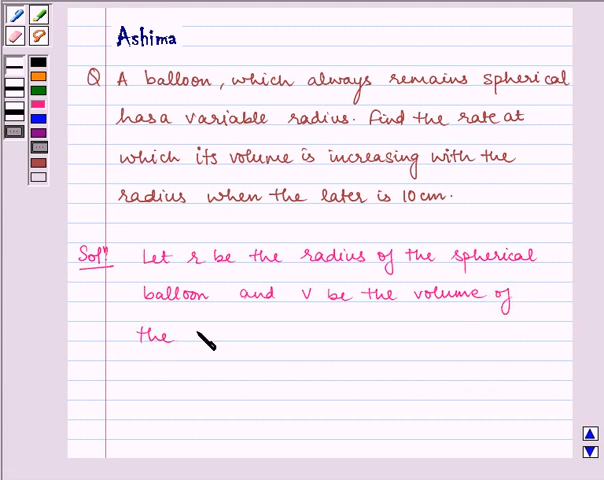 Ashima
Q A balloon, which always remains spherical
has a variable radius. Find the rate at
which its volume is increasing with the
radius when the later is 10 cm.
Solⁿ. Let r be the radius of the spherical
balloon and V be the volume of
the